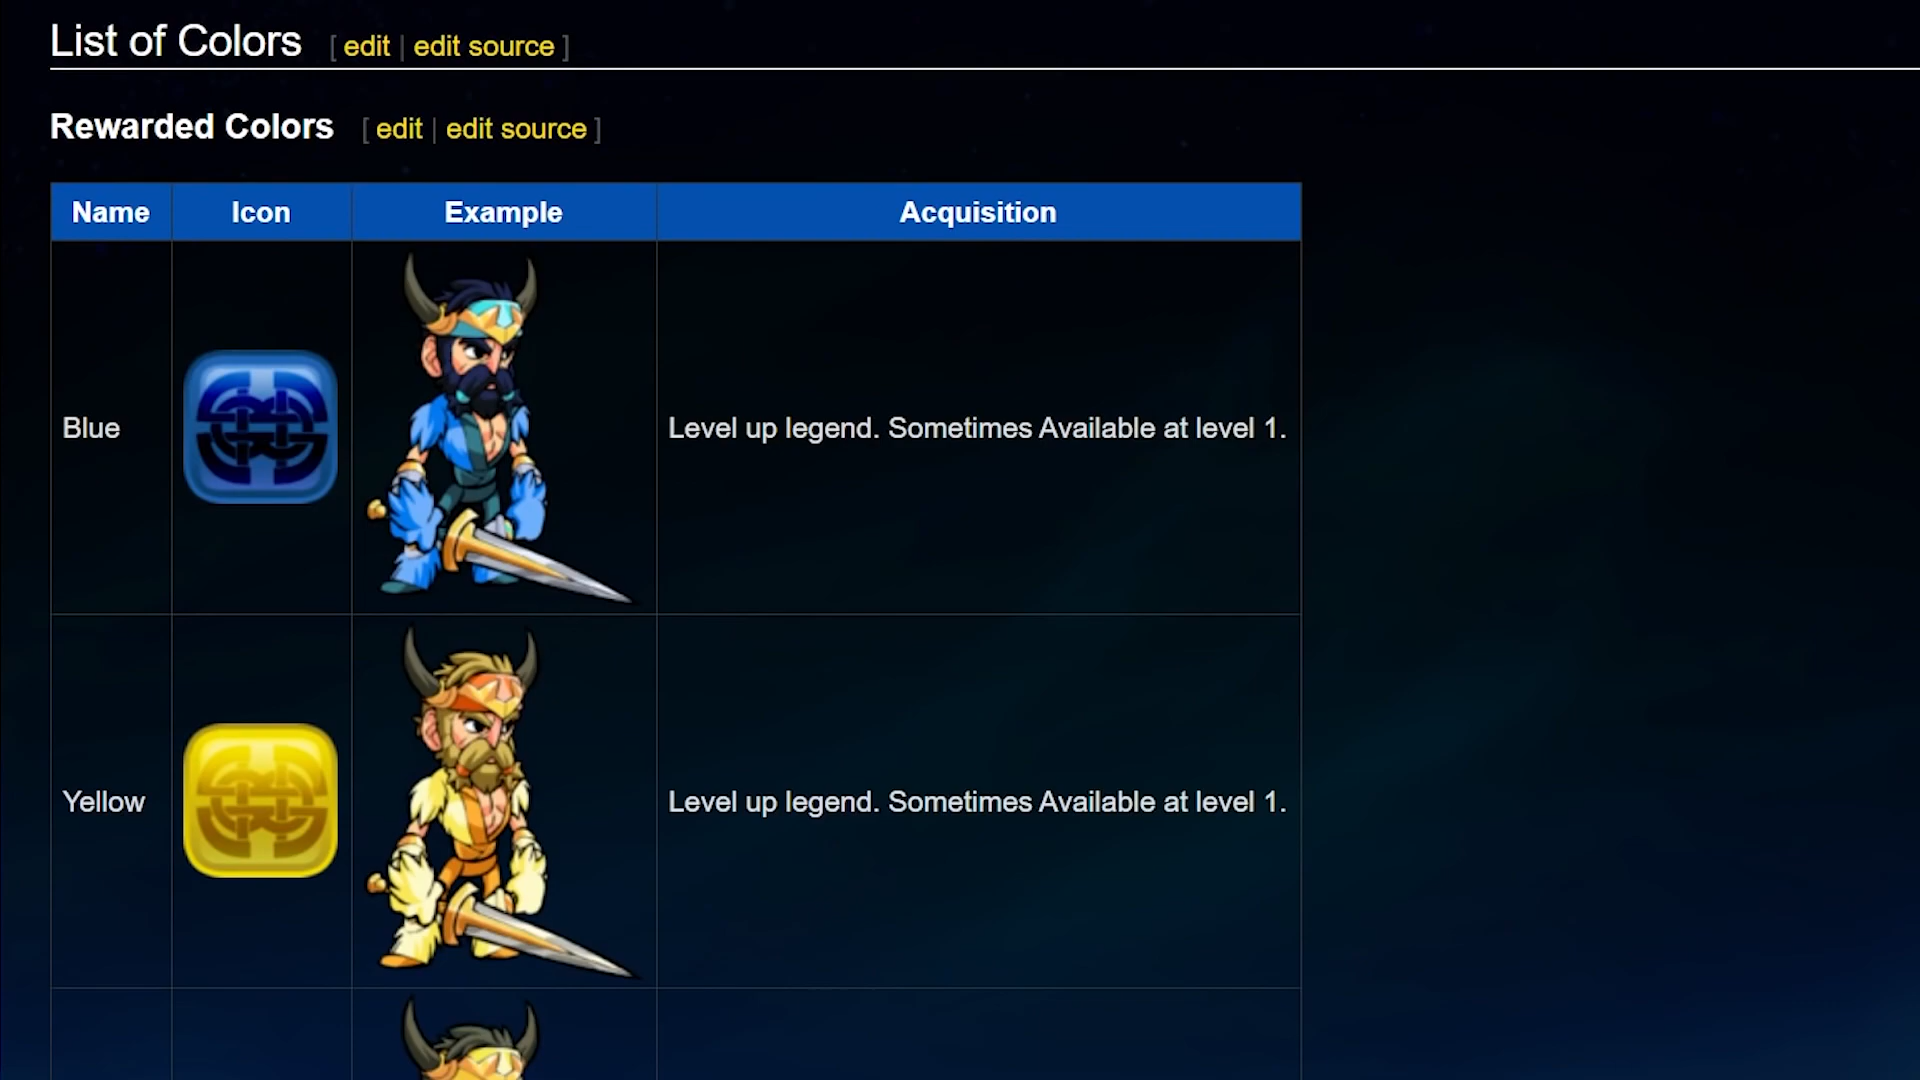 List of Colors [ edit | edit source ]
Rewarded Colors [ edit | edit source ]
Name Icon Example Acquisition
Blue Level up legend. Sometimes Available at level 1.
Yellow Level up legend. Sometimes Available at level 1.